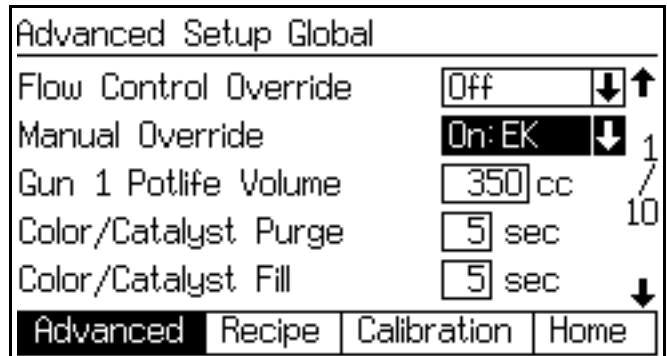 Advanced Setup Global
Flow Control Override Off
Manual Override On: EK
Gun 1 Potlife Volume 350 cc
Color/Catalyst Purge 5 sec
Color/Catalyst Fill 5 sec
1/10
Advanced Recipe Calibration Home